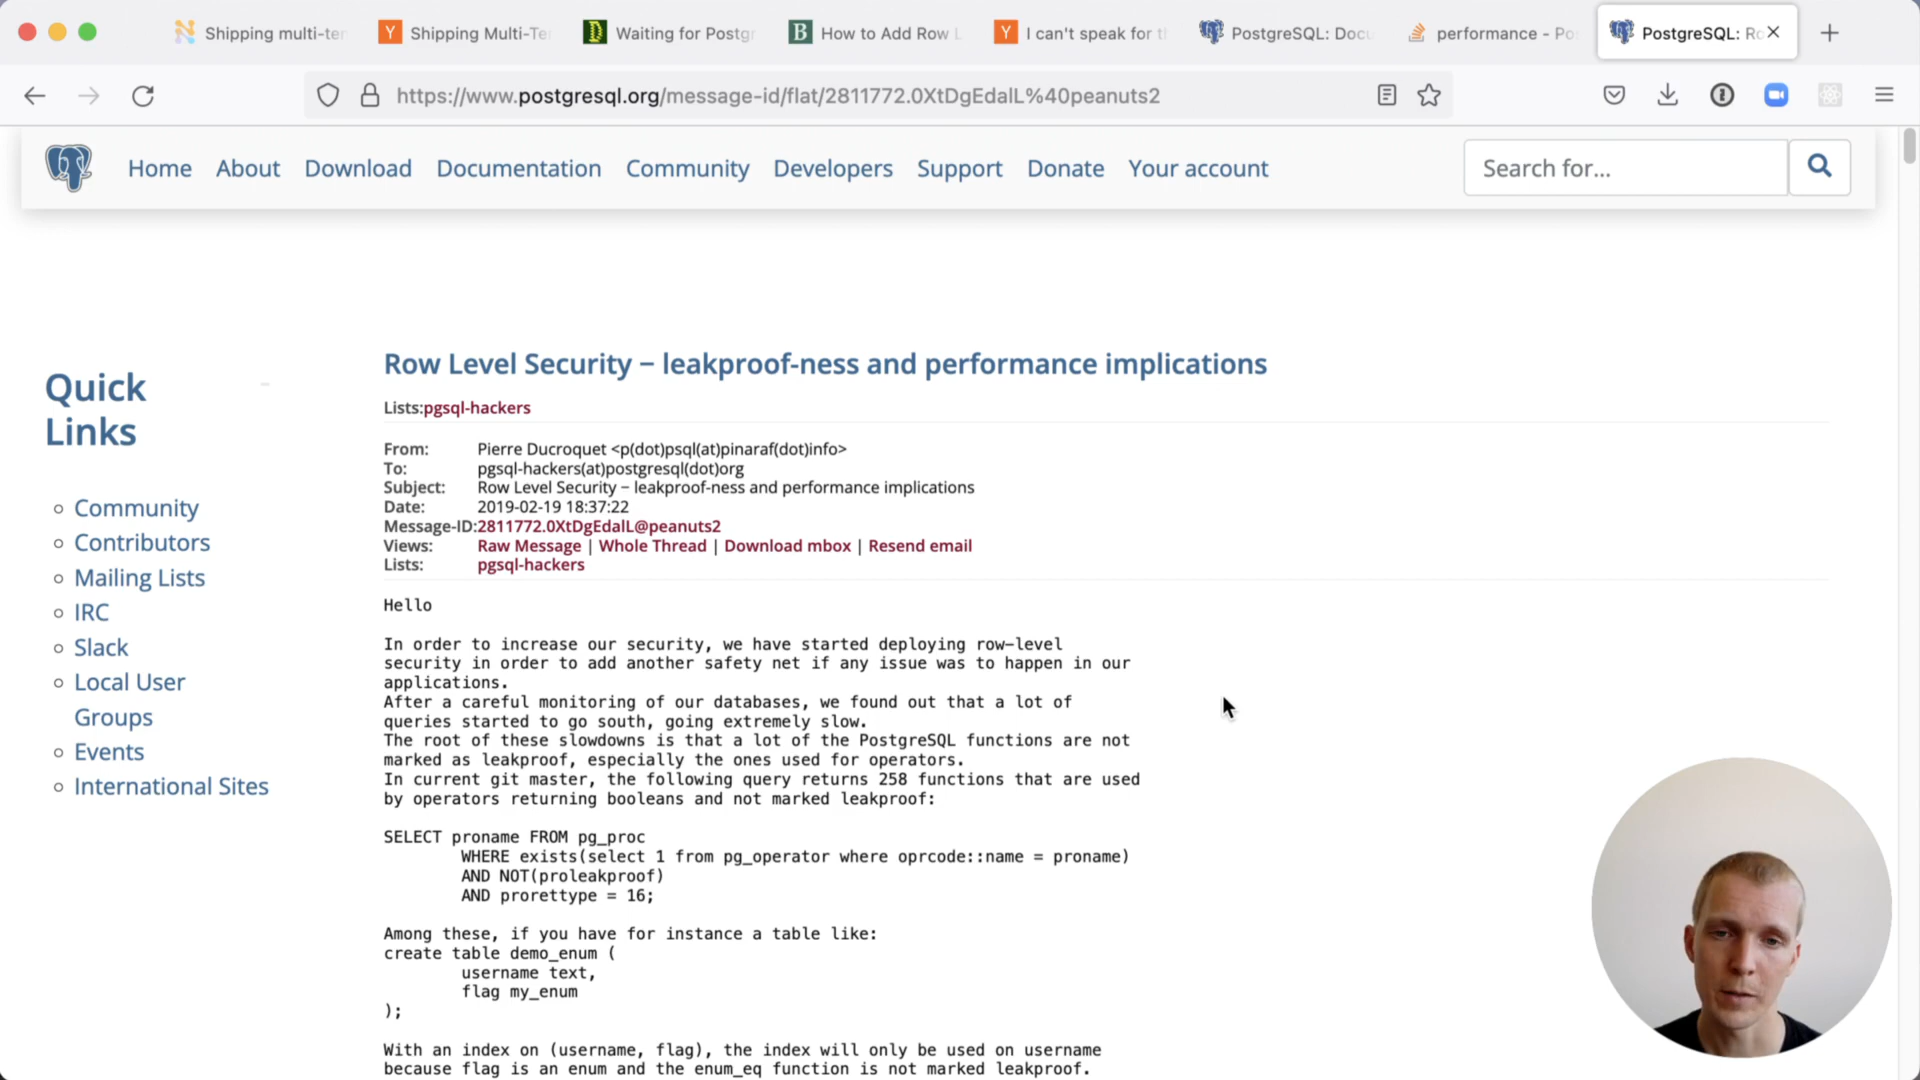 Shipping multi-ter
Shipping Multi-Te
Waiting for Postgr
B How to Add Row L
I can't speak for th
PostgreSQL: Docu
performance - Po
PostgreSQL: Ro
https://www.postgresql.org/message-id/flat/2811772.0XtDgEdalL%40peanuts2
Home About Download Documentation Community Developers Support Donate Your account
Search for...
Quick
Links
Community
Contributors
Mailing Lists
IRC
Slack
Local User
Groups
Events
International Sites
Row Level Security − leakproof-ness and performance implications
Lists:pgsql-hackers
From: Pierre Ducroquet <p(dot)psql(at)pinaraf(dot)info>
To: pgsql-hackers(at)postgresql(dot)org
Subject: Row Level Security − leakproof-ness and performance implications
Date: 2019-02-19 18:37:22
Message-ID:2811772.0XtDgEdalL@peanuts2
Views: Raw Message | Whole Thread | Download mbox | Resend email
Lists: pgsql-hackers
Hello
In order to increase our security, we have started deploying row-level
security in order to add another safety net if any issue was to happen in our
applications.
After a careful monitoring of our databases, we found out that a lot of
queries started to go south, going extremely slow.
The root of these slowdowns is that a lot of the PostgreSQL functions are not
marked as leakproof, especially the ones used for operators.
In current git master, the following query returns 258 functions that are used
by operators returning booleans and not marked leakproof:
SELECT proname FROM pg_proc
WHERE exists(select 1 from pg_operator where oprcode::name = proname)
AND NOT(proleakproof)
AND prorettype = 16;
Among these, if you have for instance a table like:
create table demo_enum (
username text,
flag my_enum
);
With an index on (username, flag), the index will only be used on username
because flag is an enum and the enum_eq function is not marked leakproof.